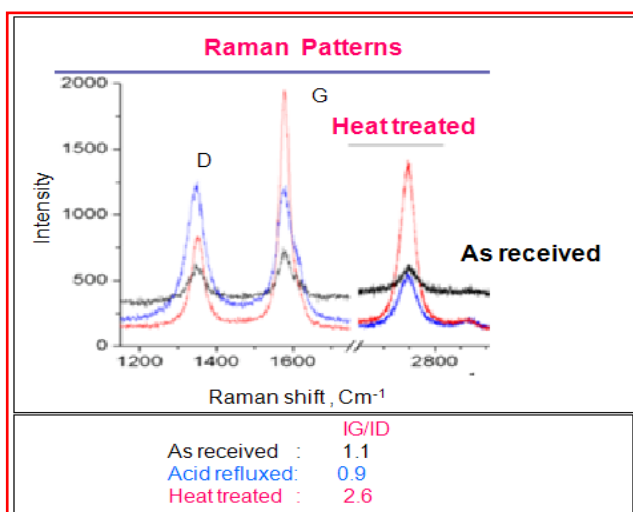 Raman Patterns
2000
1500
1000
500
0
Intensity
D
G
Heat treated
As received
1200
1400
1600
2800
Raman shift , Cm-1
IG/ID
As received : 1.1
Acid refluxed: 0.9
Heat treated : 2.6